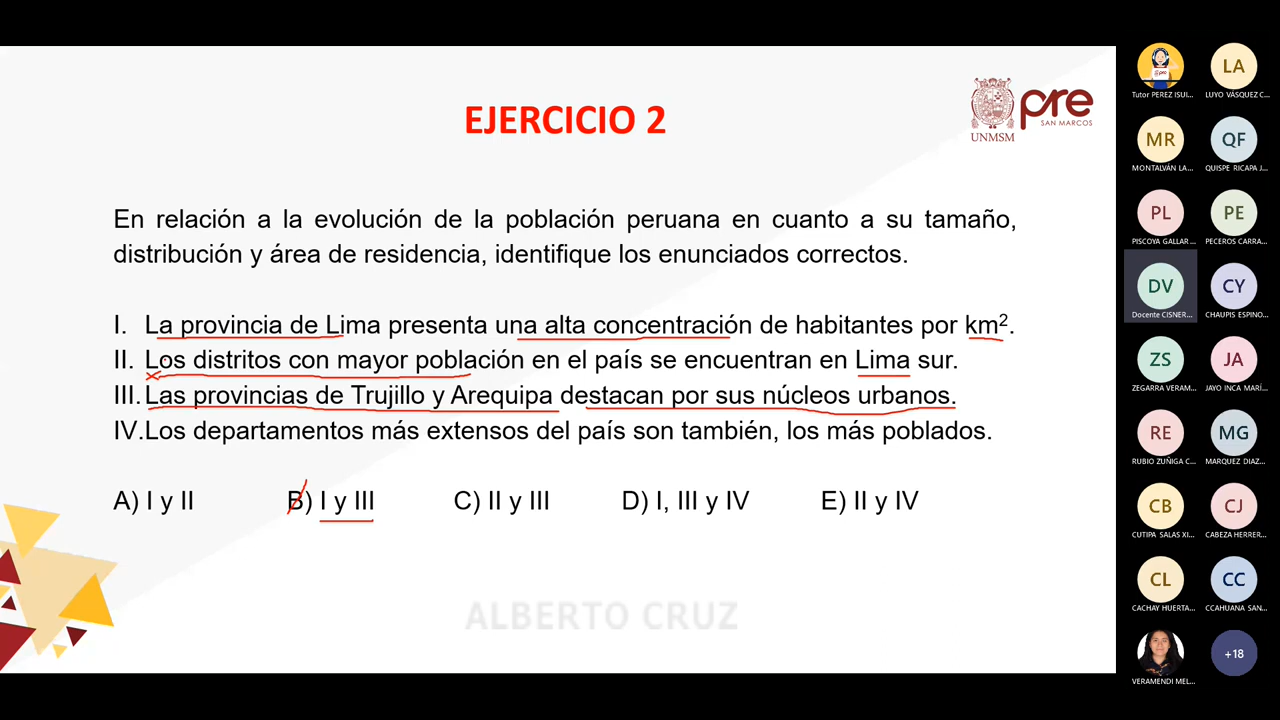 EJERCICIO 2
UNMSM
pre
SAN MARCOS
En relación a la evolución de la población peruana en cuanto a su tamaño,
distribución y área de residencia, identifique los enunciados correctos.
I. La provincia de Lima presenta una alta concentración de habitantes por km².
II. Los distritos con mayor población en el país se encuentran en Lima sur.
III. Las provincias de Trujillo y Arequipa destacan por sus núcleos urbanos.
IV. Los departamentos más extensos del país son también, los más poblados.
A) I y II B) I y III C) II y III D) I, III y IV E) II y IV
ALBERTO CRUZ
Tutor PEREZ ISUI...
LA
LUYO VÁSQUEZ C...
MR
MONTALVÁN LA...
QF
QUISPE RICAPA J...
PL
PISCOYA GALLAR ...
PE
PECEROS CARRA...
DV
Docente CISNER...
CY
CHAUPIS ESPINO...
ZS
ZEGARRA VERAM...
JA
JAYO INCA MARÍ...
RE
RUBIO ZUÑIGA C...
MG
MARQUEZ DIAZ...
CB
CUTIPA SALAS XI...
CJ
CABEZA HERRER...
CL
CACHAY HUERTA...
CC
CCAHUANA SAN...
VERAMENDI MEL...
+18